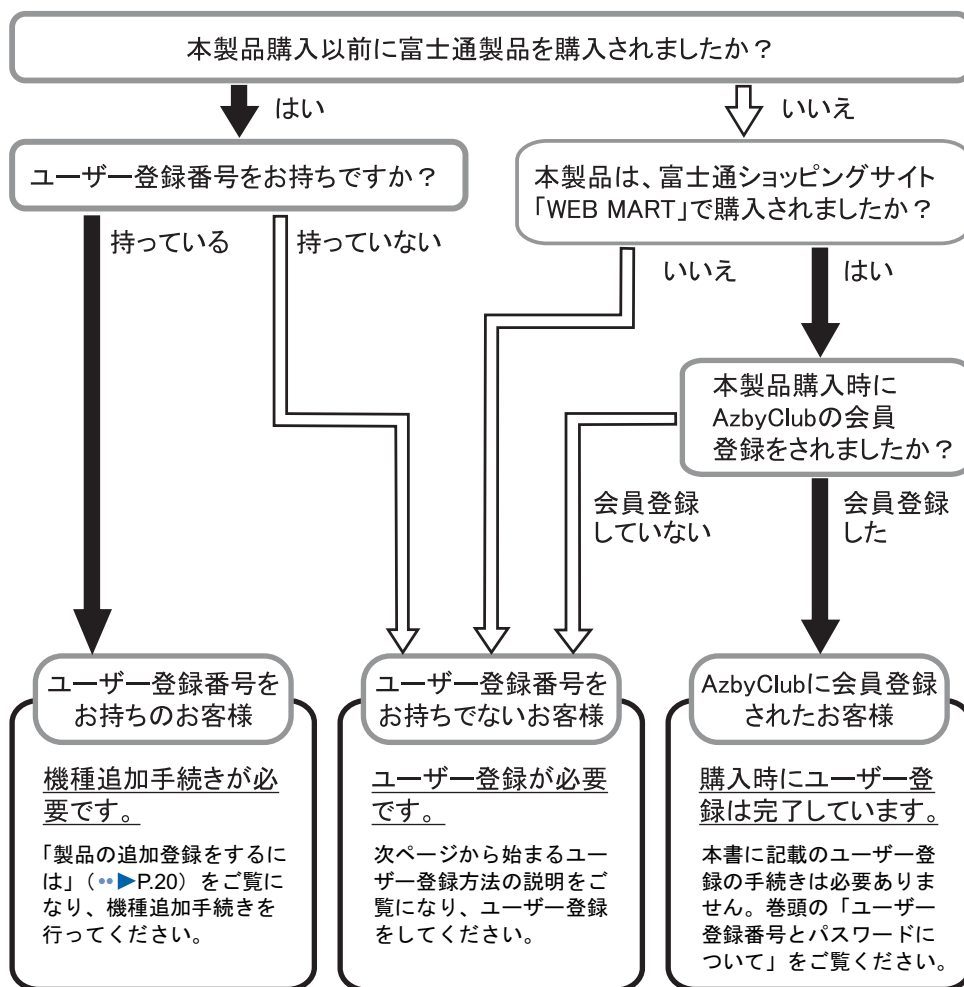 本製品購入以前に富士通製品を購入されましたか？
はい
いいえ
ユーザー登録番号をお持ちですか？
本製品は、富士通ショッピングサイト
「WEB MART」で購入されましたか？
持っている
持っていない
いいえ
はい
本製品購入時に
AzbyClubの会員
登録をされましたか？
会員登録
していない
会員登録
した
ユーザー登録番号を
お持ちのお客様
機種追加手続きが必
要です。
「製品の追加登録をするに
は」（••▶P.20）をご覧に
なり、機種追加手続きを
行ってください。
ユーザー登録番号を
お持ちでないお客様
ユーザー登録が必要
です。
次ページから始まるユー
ザー登録方法の説明をご
覧になり、ユーザー登録
をしてください。
AzbyClubに会員登録
されたお客様
購入時にユーザー登
録は完了しています。
本書に記載のユーザー登
録の手続きは必要ありま
せん。巻頭の「ユーザー
登録番号とパスワードに
ついて」をご覧ください。